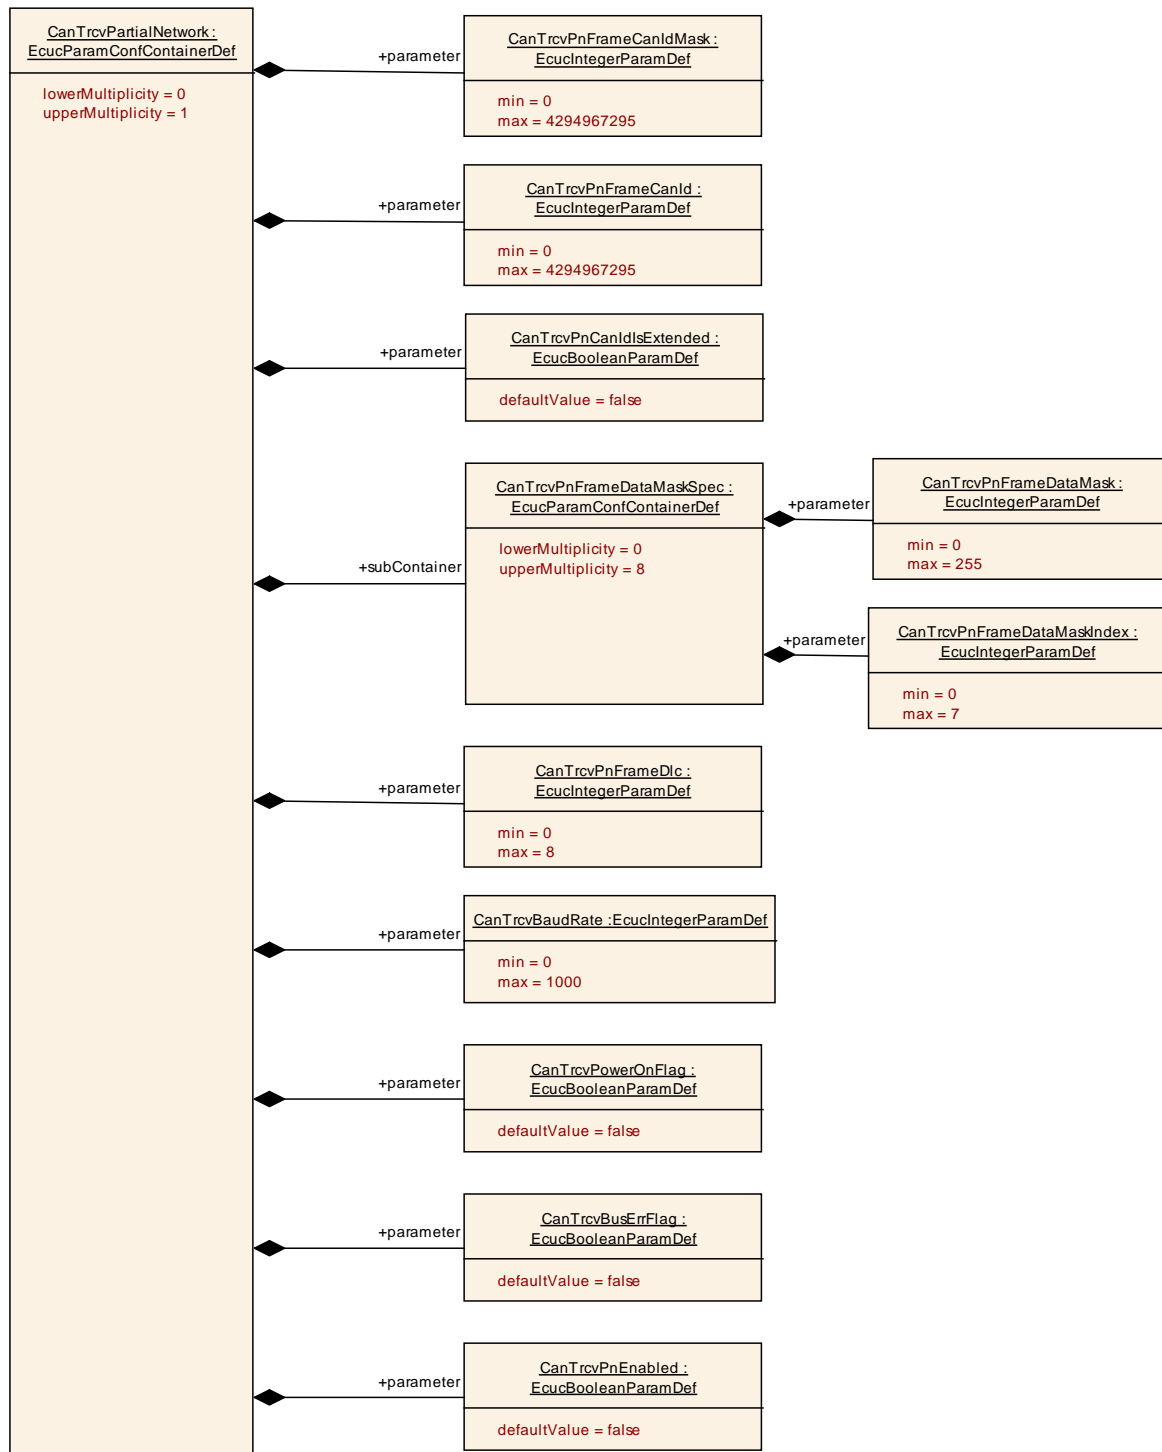 CanTrcvPartialNetwork :
EcucParamConfContainerDef
lowerMultiplicity = 0
upperMultiplicity = 1
+parameter
CanTrcvPnFrameCanIdMask :
EcucIntegerParamDef
min = 0
max = 4294967295
+parameter
CanTrcvPnFrameCanId :
EcucIntegerParamDef
min = 0
max = 4294967295
+parameter
CanTrcvPnCanIdIsExtended :
EcucBooleanParamDef
defaultValue = false
+subContainer
CanTrcvPnFrameDataMaskSpec :
EcucParamConfContainerDef
lowerMultiplicity = 0
upperMultiplicity = 8
+parameter
CanTrcvPnFrameDataMask :
EcucIntegerParamDef
min = 0
max = 255
+parameter
CanTrcvPnFrameDataMaskIndex :
EcucIntegerParamDef
min = 0
max = 7
+parameter
CanTrcvPnFrameDlc :
EcucIntegerParamDef
min = 0
max = 8
+parameter
CanTrcvBaudRate :EcucIntegerParamDef
min = 0
max = 1000
+parameter
CanTrcvPowerOnFlag :
EcucBooleanParamDef
defaultValue = false
+parameter
CanTrcvBusErrFlag :
EcucBooleanParamDef
defaultValue = false
+parameter
CanTrcvPnEnabled :
EcucBooleanParamDef
defaultValue = false